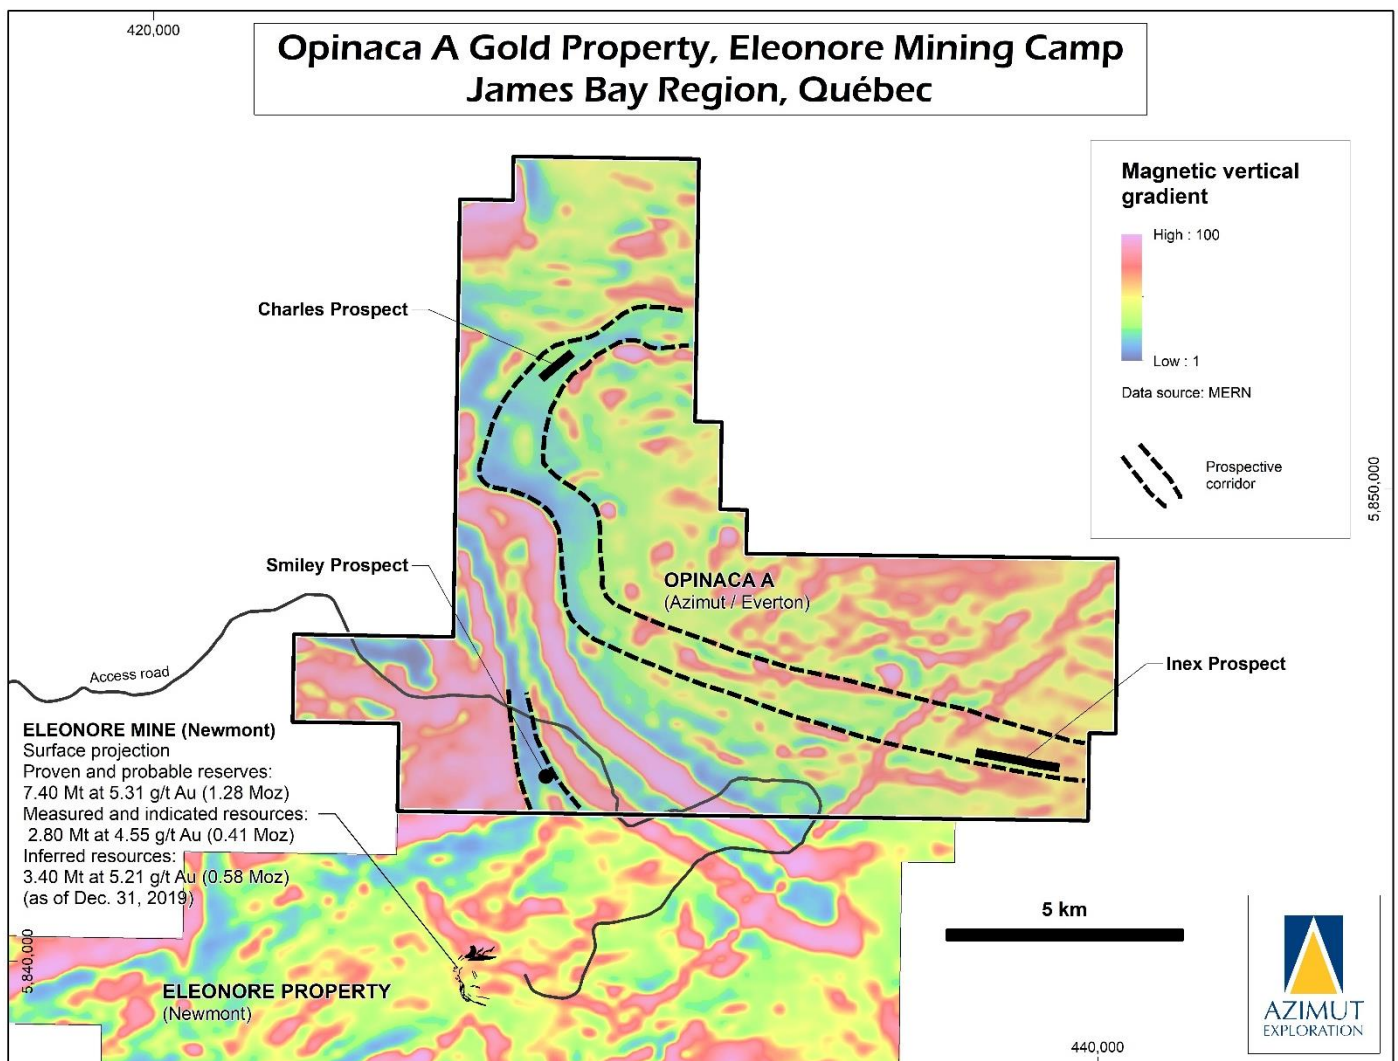 420,000
Opinaca A Gold Property, Eleonore Mining Camp
James Bay Region, Québec
Magnetic vertical
gradient
High : 100
Low : 1
Data source: MERN
Prospective
corridor
Charles Prospect
5,850,000
Smiley Prospect
OPINACA A
(Azimut / Everton)
Inex Prospect
Access road
ELEONORE MINE (Newmont)
Surface projection
Proven and probable reserves:
7.40 Mt at 5.31 g/t Au (1.28 Moz)
Measured and indicated resources:
2.80 Mt at 4.55 g/t Au (0.41 Moz)
Inferred resources:
3.40 Mt at 5.21 g/t Au (0.58 Moz)
(as of Dec. 31, 2019)
5 km
5,840,000
ELEONORE PROPERTY
(Newmont)
AZIMUT
EXPLORATION
440,000